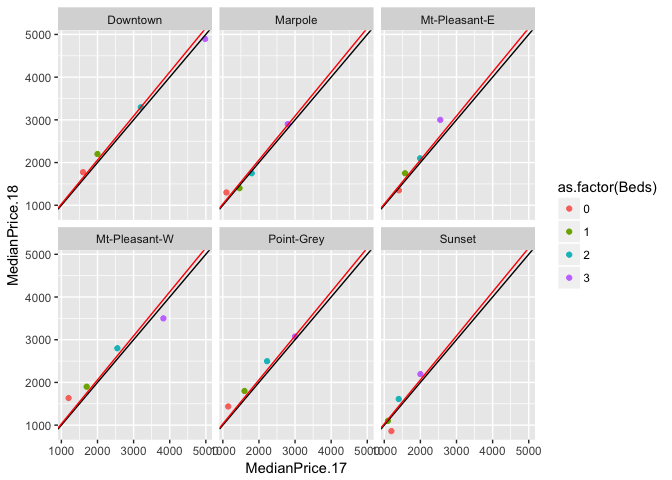 Downtown Marpole Mt-Pleasant-E
5000
4000
3000
2000
1000
Mt-Pleasant-W Point-Grey Sunset
5000
4000
3000
2000
1000
1000 2000 3000 4000 5000 1000 2000 3000 4000 5000 1000 2000 3000 4000 5000
MedianPrice.17
MedianPrice.18
as.factor(Beds)
0
1
2
3